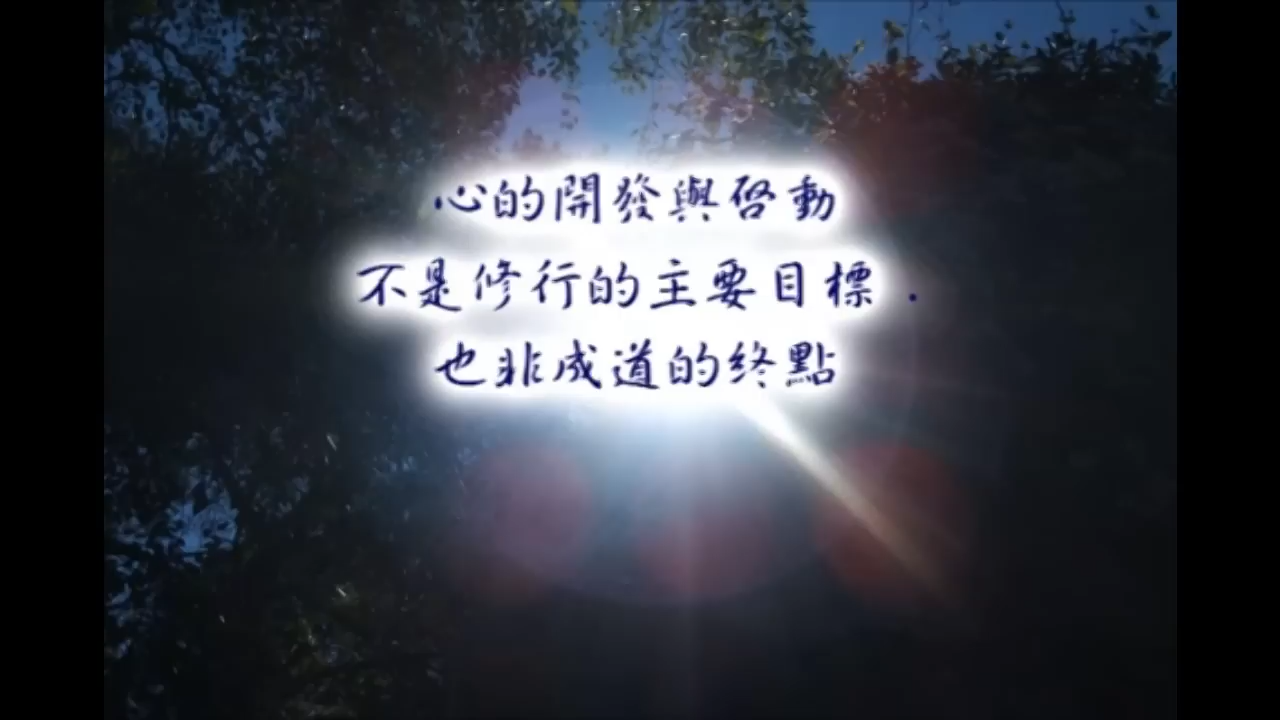 心的開發與啓動
不是修行的主要目標．
也非成道的終點